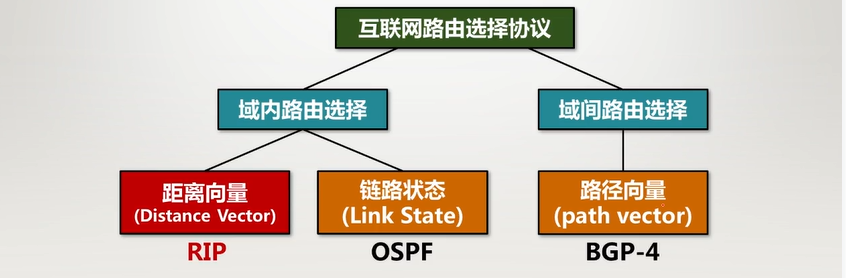 互联网路由选择协议
域内路由选择
域间路由选择
距离向量
(Distance Vector)
链路状态
(Link State)
路径向量
(path vector)
RIP
OSPF
BGP-4